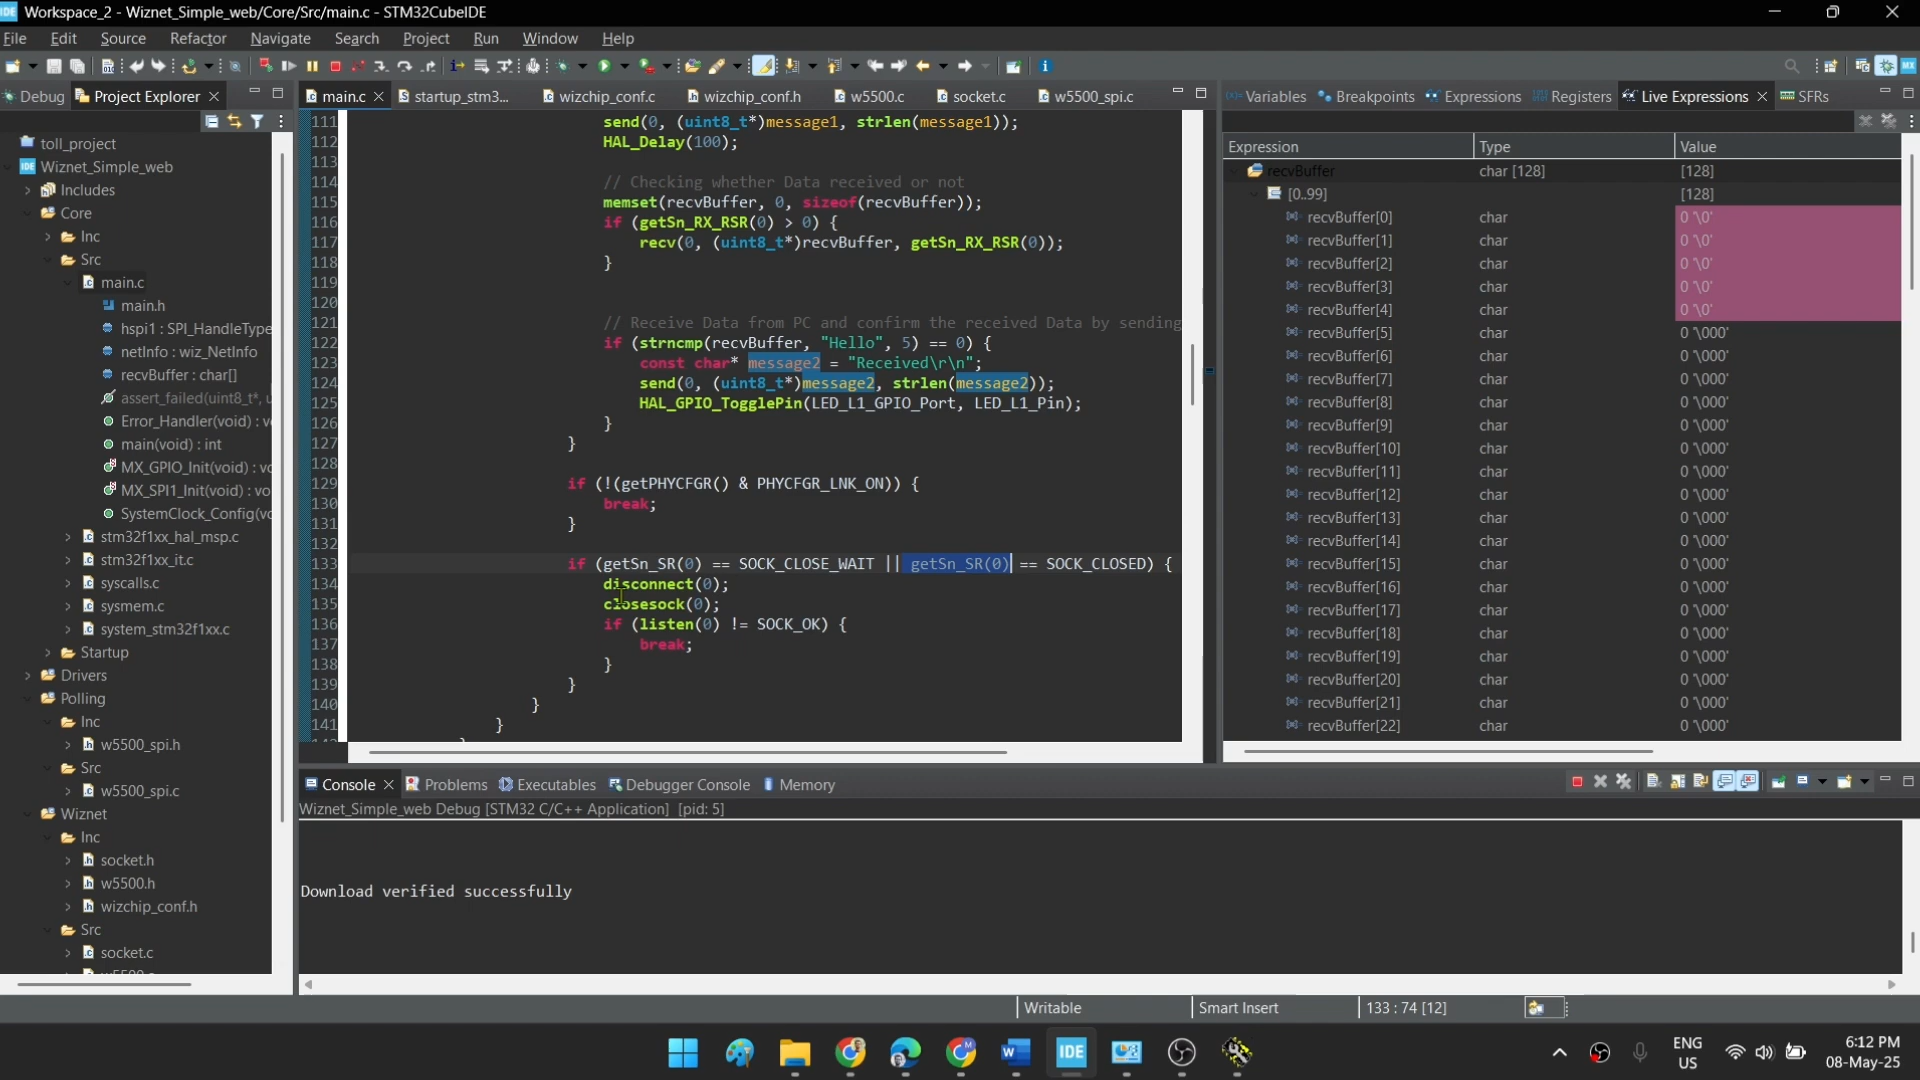 IDE Workspace_2 - Wiznet_Simple_web/Core/Src/main.c - STM32CubeIDE
File Edit Source Refactor Navigate Search Project Run Window Help
Debug Project Explorer
main.c startup_stm3... wizchip_conf.c wizchip_conf.h w5500.c socket.c w5500_spi.c
Variables Breakpoints Expressions Registers Live Expressions SFRs
toll_project
IDE Wiznet_Simple_web
Includes
Core
Inc
Src
main.c
main.h
hspi1 : SPI_HandleType
netInfo : wiz_NetInfo
recvBuffer : char[]
assert_failed(uint8_t*, u
Error_Handler(void) : v
main(void) : int
MX_GPIO_Init(void) : vo
MX_SPI1_Init(void) : vo
SystemClock_Config(vo
stm32f1xx_hal_msp.c
stm32f1xx_it.c
syscalls.c
sysmem.c
system_stm32f1xx.c
Startup
Drivers
Polling
Inc
w5500_spi.h
Src
w5500_spi.c
Wiznet
Inc
socket.h
w5500.h
wizchip_conf.h
Src
socket.c
111 send(0, (uint8_t*)message1, strlen(message1));
112 HAL_Delay(100);
113
114 // Checking whether Data received or not
115 memset(recvBuffer, 0, sizeof(recvBuffer));
116 if (getSn_RX_RSR(0) > 0) {
117 recv(0, (uint8_t*)recvBuffer, getSn_RX_RSR(0));
118 }
119
120
121 // Receive Data from PC and confirm the received Data by sending
122 if (strncmp(recvBuffer, "Hello", 5) == 0) {
123 const char* message2 = "Received\r\n";
124 send(0, (uint8_t*)message2, strlen(message2));
125 HAL_GPIO_TogglePin(LED_L1_GPIO_Port, LED_L1_Pin);
126 }
127 }
128
129 if (!(getPHYCFGR() & PHYCFGR_LNK_ON)) {
130 break;
131 }
132
133 if (getSn_SR(0) == SOCK_CLOSE_WAIT || getSn_SR(0) == SOCK_CLOSED) {
134 disconnect(0);
135 closesock(0);
136 if (listen(0) != SOCK_OK) {
137 break;
138 }
139 }
140 }
141 }
Expression Type Value
recvBuffer char [128] [128]
[0..99] [128]
recvBuffer[0] char 0 '\0'
recvBuffer[1] char 0 '\0'
recvBuffer[2] char 0 '\0'
recvBuffer[3] char 0 '\0'
recvBuffer[4] char 0 '\0'
recvBuffer[5] char 0 '\000'
recvBuffer[6] char 0 '\000'
recvBuffer[7] char 0 '\000'
recvBuffer[8] char 0 '\000'
recvBuffer[9] char 0 '\000'
recvBuffer[10] char 0 '\000'
recvBuffer[11] char 0 '\000'
recvBuffer[12] char 0 '\000'
recvBuffer[13] char 0 '\000'
recvBuffer[14] char 0 '\000'
recvBuffer[15] char 0 '\000'
recvBuffer[16] char 0 '\000'
recvBuffer[17] char 0 '\000'
recvBuffer[18] char 0 '\000'
recvBuffer[19] char 0 '\000'
recvBuffer[20] char 0 '\000'
recvBuffer[21] char 0 '\000'
recvBuffer[22] char 0 '\000'
Console Problems Executables Debugger Console Memory
Wiznet_Simple_web Debug [STM32 C/C++ Application] [pid: 5]
Download verified successfully
Writable Smart Insert 133 : 74 [12]
IDE
ENG
US
6:12 PM
08-May-25